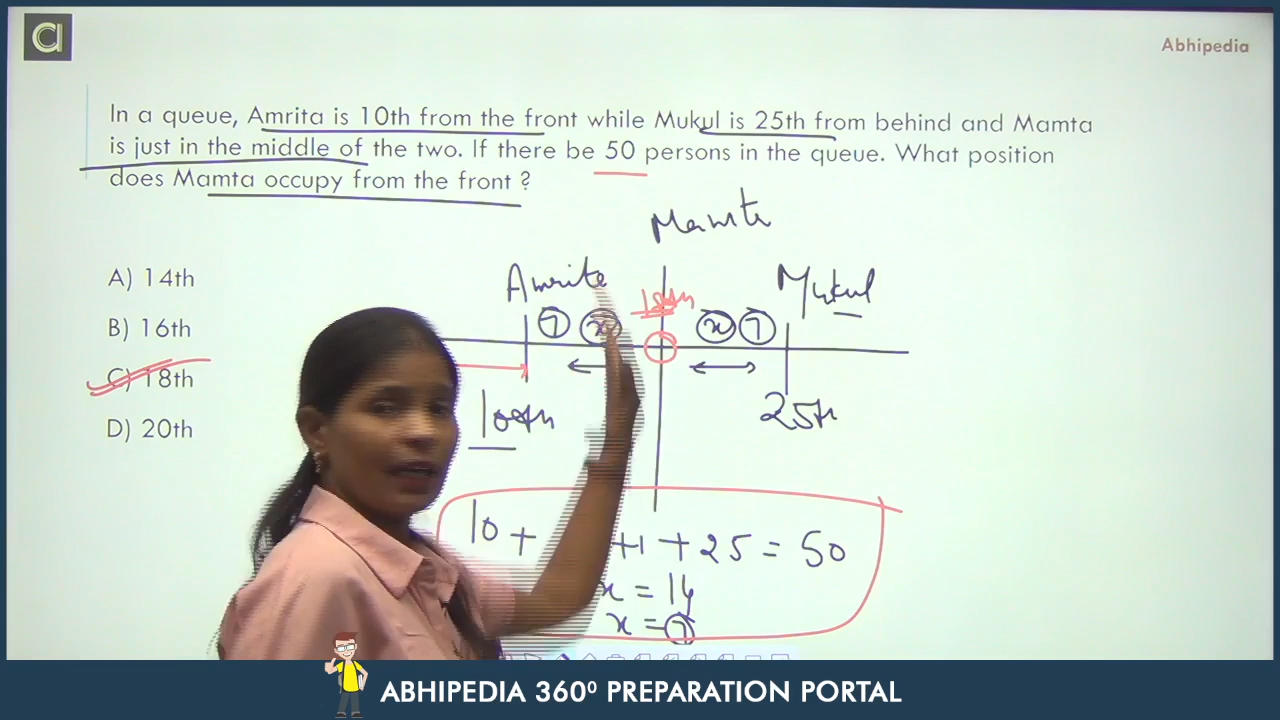 Abhipedia
In a queue, Amrita is 10th from the front while Mukul is 25th from behind and Mamta
is just in the middle of the two. If there be 50 persons in the queue. What position
does Mamta occupy from the front ?
A) 14th
B) 16th
C) 18th
D) 20th
Amrita
Mukul
7 x
x 7
10th
25th
10 +
+1 + 25 = 50
x = 14
x = 7
ABHIPEDIA 360⁰ PREPARATION PORTAL